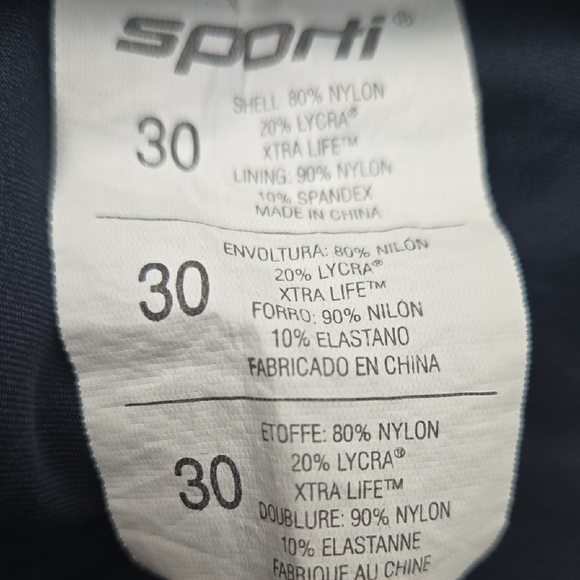 sporti®
30
SHELL: 80% NYLON
20% LYCRA®
XTRA LIFE™
LINING: 90% NYLON
10% SPANDEX
MADE IN CHINA
30
ENVOLTURA: 80% NILÓN
20% LYCRA®
XTRA LIFE™
FORRO: 90% NILÓN
10% ELASTANO
FABRICADO EN CHINA
30
ETOFFE: 80% NYLON
20% LYCRA®
XTRA LIFE™
DOUBLURE: 90% NYLON
10% ELASTANNE
FABRIQUE AU CHINE